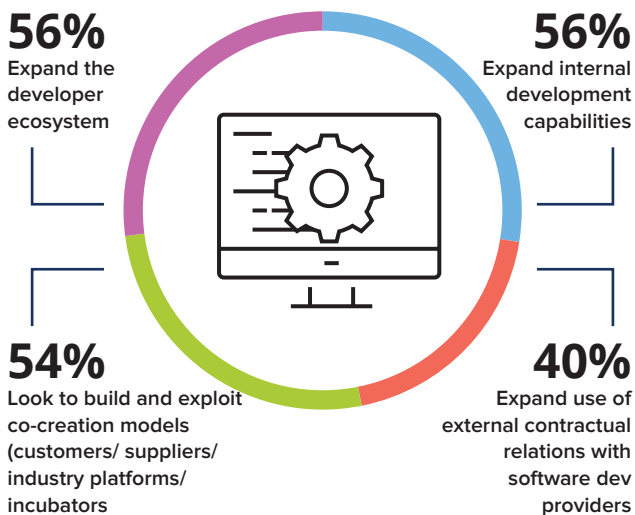 56%
Expand the
developer
ecosystem
56%
Expand internal
development
capabilities
54%
Look to build and exploit
co-creation models
(customers/ suppliers/
industry platforms/
incubators
40%
Expand use of
external contractual
relations with
software dev
providers